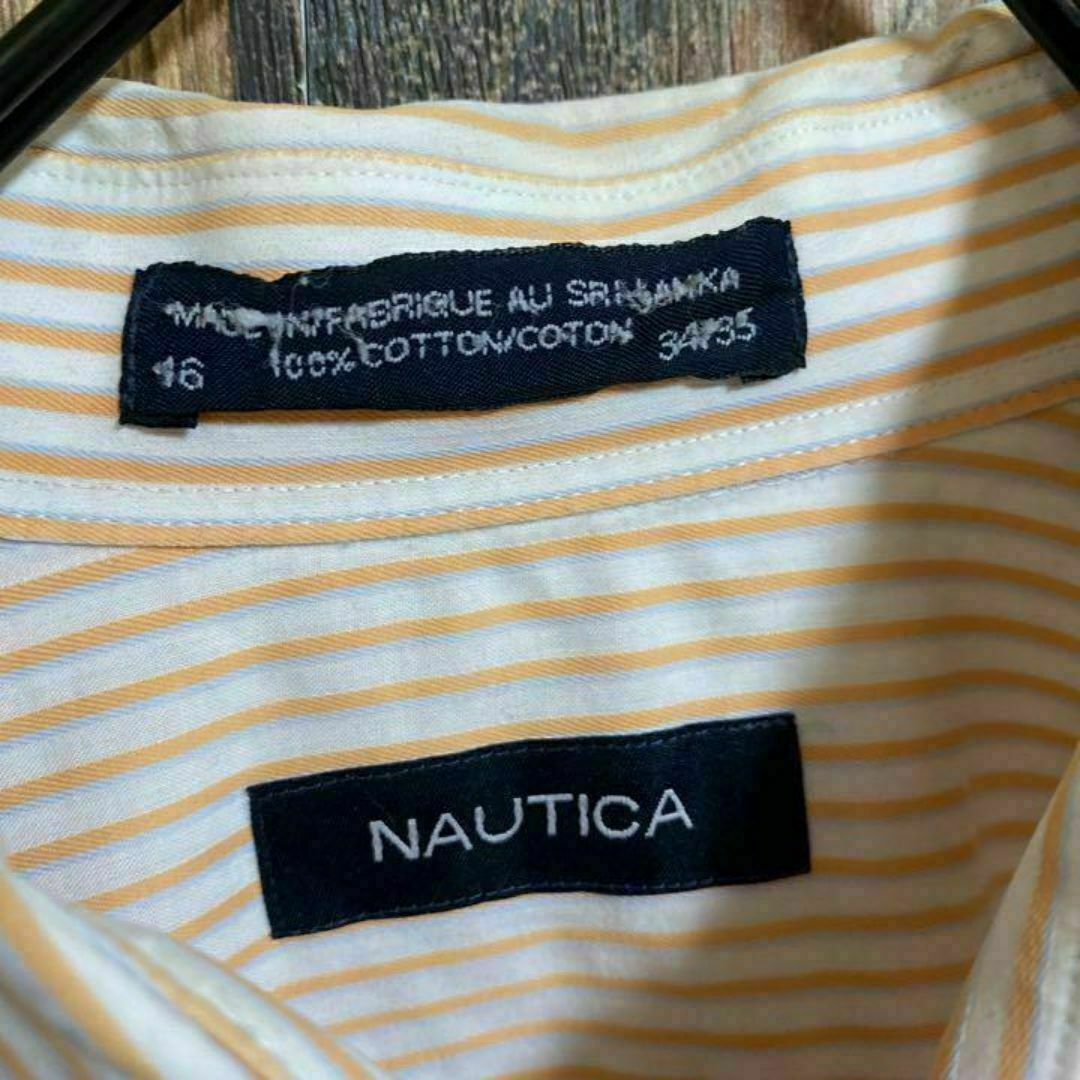 MADE IN/FABRIQUE AU SRI LANKA
16 100% COTTON/COTON 34/35
NAUTICA